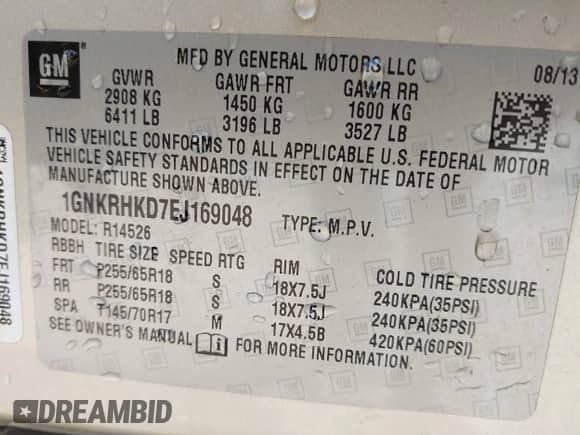 GM
MFD BY GENERAL MOTORS LLC
08/13
GVWR GAWR FRT GAWR RR
2908 KG 1450 KG 1600 KG
6411 LB 3196 LB 3527 LB
THIS VEHICLE CONFORMS TO ALL APPLICABLE U.S. FEDERAL MOTOR
VEHICLE SAFETY STANDARDS IN EFFECT ON THE DATE OF
MANUFACTURE SHOWN ABOVE.
1GNKRHKD7EJ169048 TYPE: M.P.V.
MODEL: R14526
RBBH TIRE SIZE SPEED RTG RIM COLD TIRE PRESSURE
FRT P255/65R18 S 18X7.5J 240KPA(35PSI)
RR P255/65R18 S 18X7.5J 240KPA(35PSI)
SPA T145/70R17 M 17X4.5B 420KPA(60PSI)
SEE OWNER'S MANUAL FOR MORE INFORMATION.
1GNKRHKD7EJ169048
DREAMBID